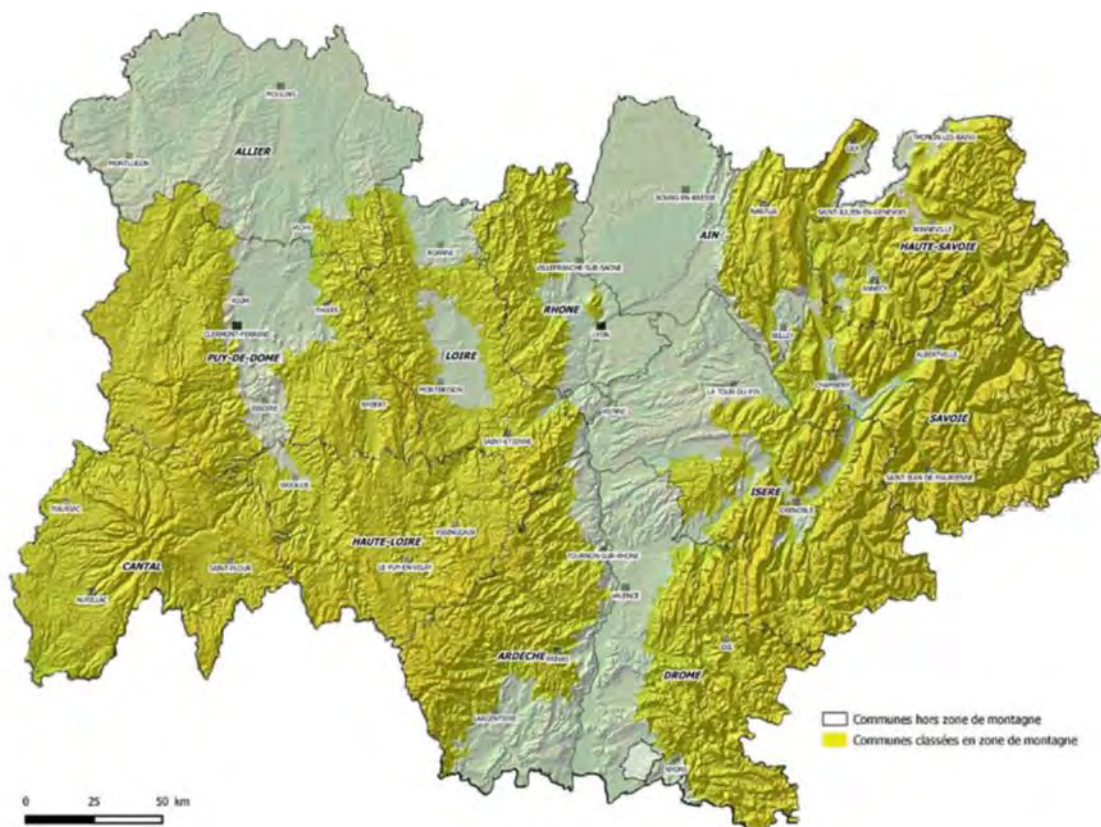 MOULINS
MONTLUCON
ALLIER
VICHY
ROANNE
BOURG-EN-BRESSE
NANTUA
GEX
THONON-LES-BAINS
SAINT-JULIEN-EN-GENEVOIS
BONNEVILLE
AIN
HAUTE-SAVOIE
VILLEFRANCHE-SUR-SAONE
ANNECY
RIOM
THIERS
RHONE
CLERMONT-FERRAND
LYON
BELLEY
PUY-DE-DOME
LOIRE
ALBERTVILLE
MONTBRISON
LA TOUR-DU-PIN
CHAMBERY
ISSOIRE
AMBERT
VIENNE
SAVOIE
SAINT-ETIENNE
SAINT-JEAN-DE-MAURIENNE
BRIOUDE
ISERE
MAURIAC
GRENOBLE
YSSINGEAUX
HAUTE-LOIRE
TOURNON-SUR-RHONE
CANTAL
SAINT-FLOUR
LE PUY-EN-VELAY
AURILLAC
VALENCE
DIE
ARDECHE
PRIVAS
DROME
LARGENTIERE
NYONS
Communes hors zone de montagne
Communes classées en zone de montagne
0 25 50 km